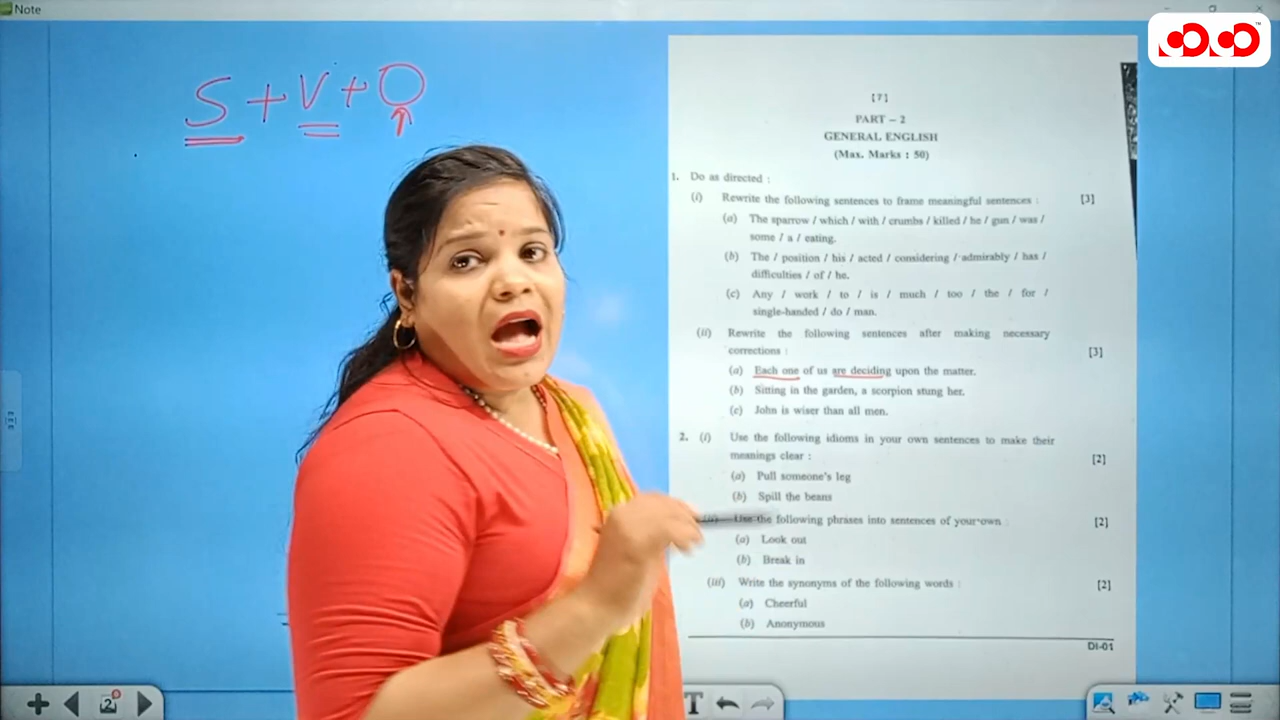 Note
S + V + O
[7]
PART – 2
GENERAL ENGLISH
(Max. Marks : 50)
1. Do as directed :
(i) Rewrite the following sentences to frame meaningful sentences : [3]
(a) The sparrow / which / with / crumbs / killed / he / gun / was /
some / a / eating.
(b) The / position / his / acted / considering / admirably / has /
difficulties / of / he.
(c) Any / work / to / is / much / too / the / for /
single-handed / do / man.
(ii) Rewrite the following sentences after making necessary
corrections : [3]
(a) Each one of us are deciding upon the matter.
(b) Sitting in the garden, a scorpion stung her.
(c) John is wiser than all men.
2. (i) Use the following idioms in your own sentences to make their
meanings clear : [2]
(a) Pull someone's leg
(b) Spill the beans
Use the following phrases into sentences of your own : [2]
(a) Look out
(b) Break in
(iii) Write the synonyms of the following words : [2]
(a) Cheerful
(b) Anonymous
DI-01
2
T